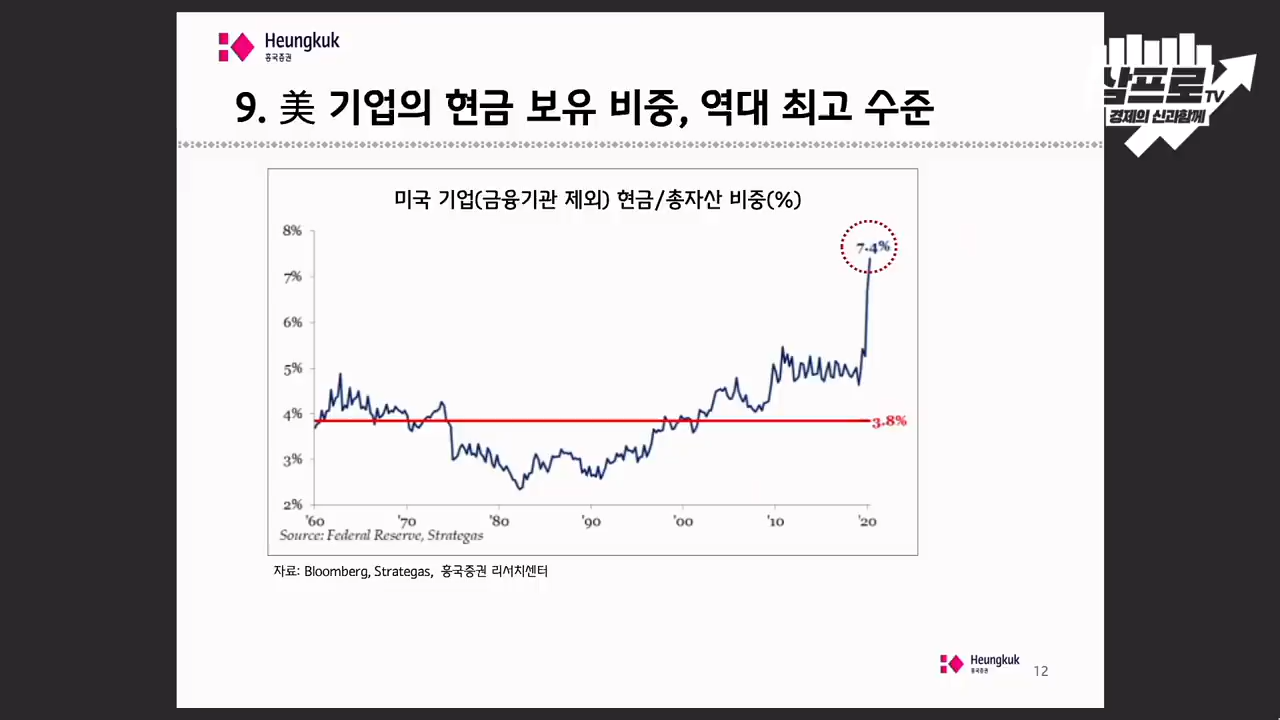 Heungkuk
흥국증권
삼프로TV
경제의 신과함께
9. 美 기업의 현금 보유 비중, 역대 최고 수준
미국 기업(금융기관 제외) 현금/총자산 비중(%)
8%
7.4%
7%
6%
5%
4%
3.8%
3%
2%
'60 '70 '80 '90 '00 '10 '20
Source: Federal Reserve, Strategas
자료: Bloomberg, Strategas, 흥국증권 리서치센터
Heungkuk
흥국증권
12